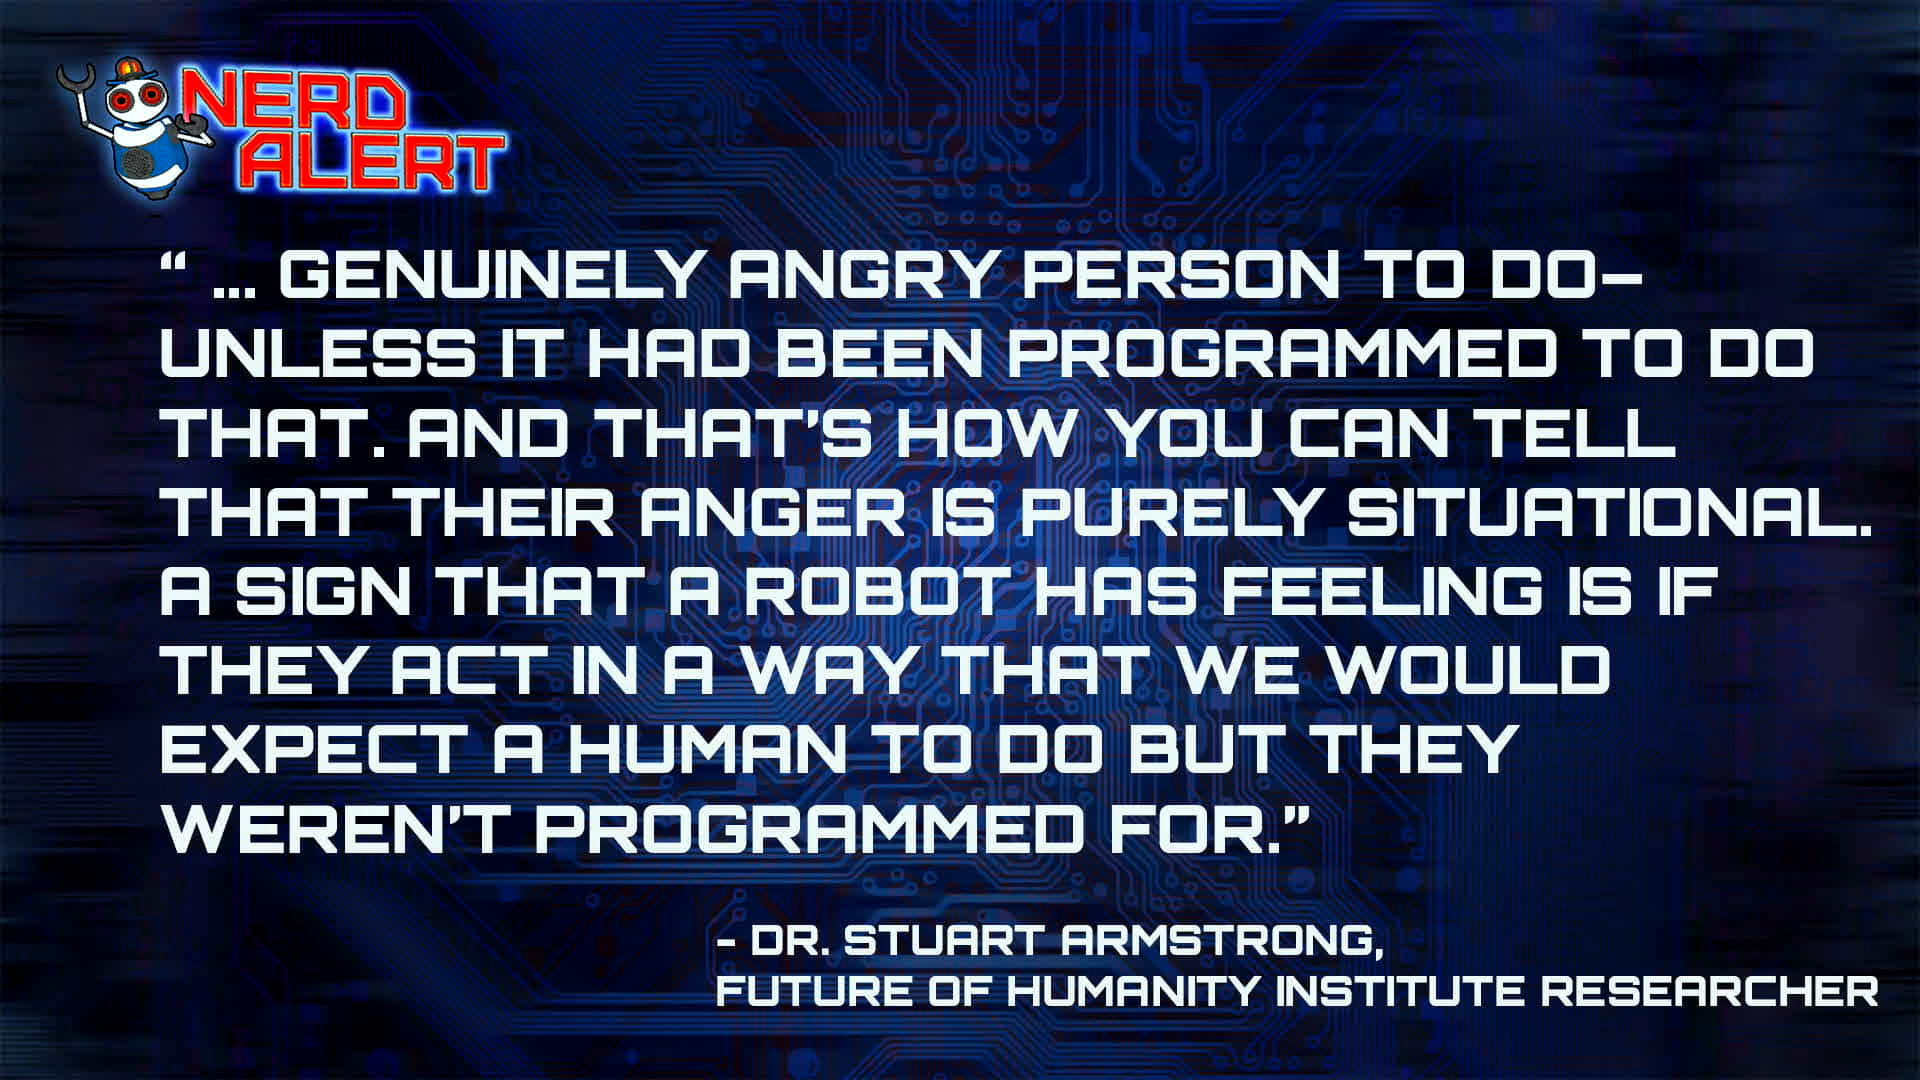 NERD
ALERT
“ ... GENUINELY ANGRY PERSON TO DO–
UNLESS IT HAD BEEN PROGRAMMED TO DO
THAT. AND THAT’S HOW YOU CAN TELL
THAT THEIR ANGER IS PURELY SITUATIONAL.
A SIGN THAT A ROBOT HAS FEELING IS IF
THEY ACT IN A WAY THAT WE WOULD
EXPECT A HUMAN TO DO BUT THEY
WEREN’T PROGRAMMED FOR.”
- DR. STUART ARMSTRONG,
FUTURE OF HUMANITY INSTITUTE RESEARCHER